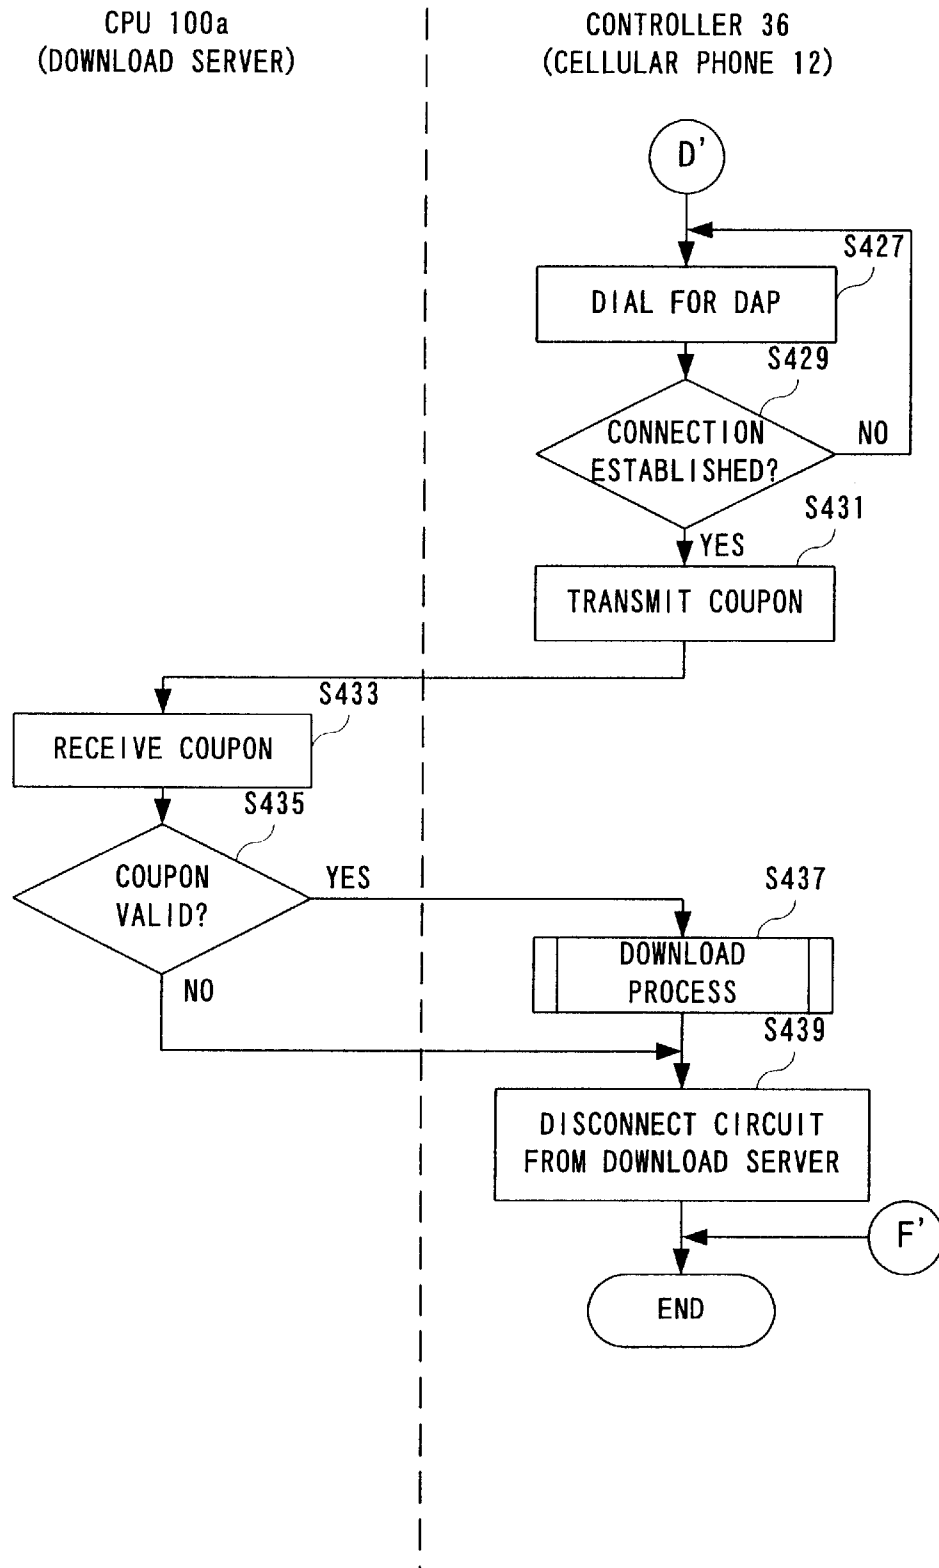 CPU 100a
(DOWNLOAD SERVER)
CONTROLLER 36
(CELLULAR PHONE 12)
D'
S427
DIAL FOR DAP
S429
CONNECTION
ESTABLISHED?
NO
S431
YES
TRANSMIT COUPON
S433
RECEIVE COUPON
S435
COUPON
VALID?
YES
NO
S437
DOWNLOAD
PROCESS
S439
DISCONNECT CIRCUIT
FROM DOWNLOAD SERVER
F'
END